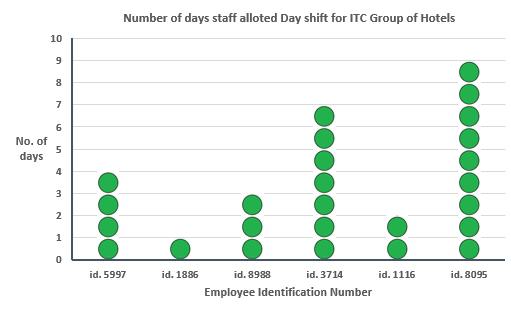 Number of days staff alloted Day shift for ITC Group of Hotels
10
9
8
7
6
5
4
3
2
1
0
No. of
days
id. 5997 id. 1886 id. 8988 id. 3714 id. 1116 id. 8095
Employee Identification Number